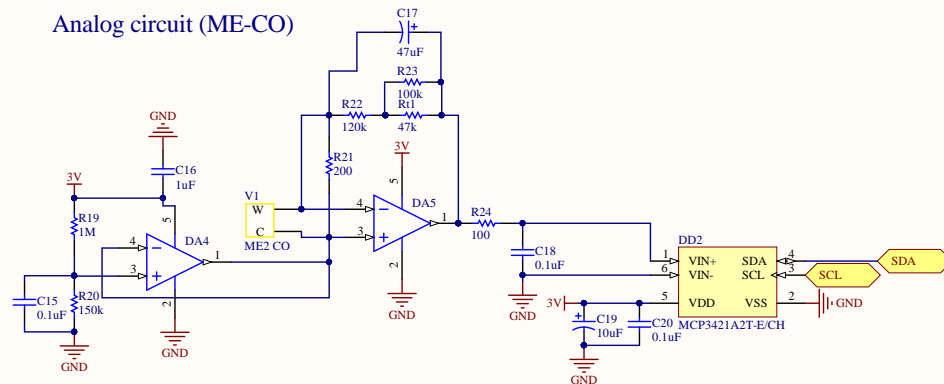 Analog circuit (ME-CO)
C17
47uF
R23
100k
R22
120k
Rt1
47k
GND
C16
1uF
3V
R21
200
3V
5
V1
W
C
ME2 CO
4
3
DA5
1
2
GND
R19
1M
5
4
3
DA4
1
2
GND
C15
0.1uF
R20
150k
GND
R24
100
C18
0.1uF
GND
DD2
1
6
5
VIN+
VIN-
VDD
SDA
SCL
VSS
4
3
2
SDA
SCL
GND
MCP3421A2T-E/CH
3V
C19
10uF
C20
0.1uF
GND